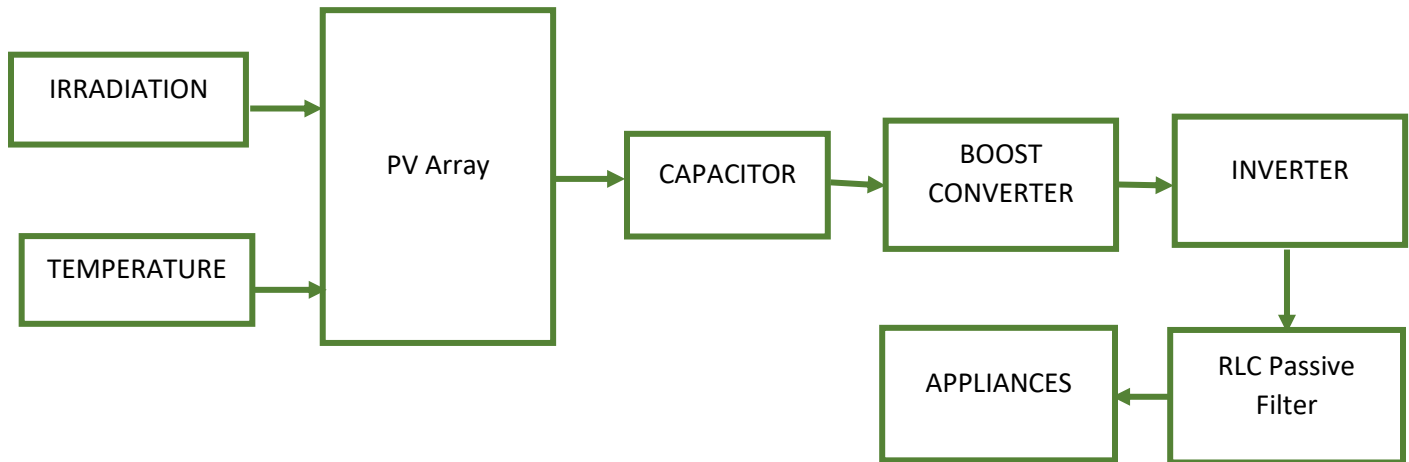 IRRADIATION
TEMPERATURE
PV Array
CAPACITOR
BOOST
CONVERTER
INVERTER
RLC Passive
Filter
APPLIANCES